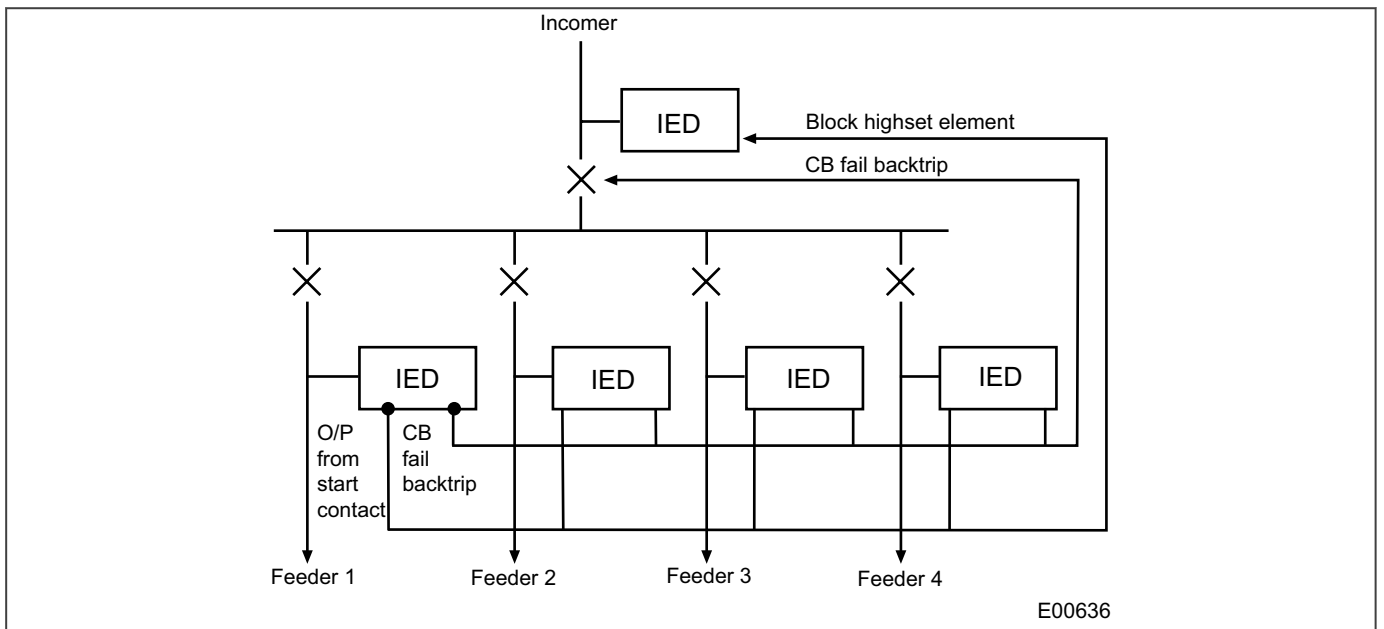 Incomer
IED
Block highset element
CB fail backtrip
IED
IED
IED
IED
O/P
from
start
contact
CB
fail
backtrip
Feeder 1
Feeder 2
Feeder 3
Feeder 4
E00636